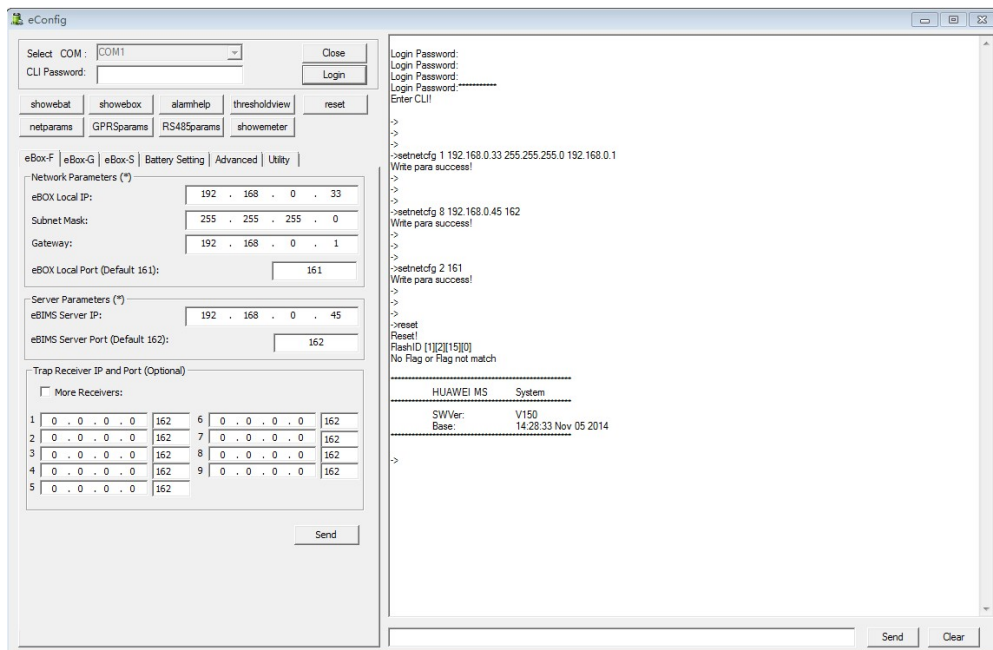 eConfig
Select COM : COM1
Close
CLI Password:
Login
showebat showebox alarmhelp thresholdview reset
netparams GPRSparams RS485params showemeter
eBox-F eBox-G eBox-S Battery Setting Advanced Utility
Network Parameters (*)
eBOX Local IP: 192 . 168 . 0 . 33
Subnet Mask: 255 . 255 . 255 . 0
Gateway: 192 . 168 . 0 . 1
eBOX Local Port (Default 161): 161
Server Parameters (*)
eBIMS Server IP: 192 . 168 . 0 . 45
eBIMS Server Port (Default 162): 162
Trap Receiver IP and Port (Optional)
More Receivers:
1 0 . 0 . 0 . 0 162 6 0 . 0 . 0 . 0 162
2 0 . 0 . 0 . 0 162 7 0 . 0 . 0 . 0 162
3 0 . 0 . 0 . 0 162 8 0 . 0 . 0 . 0 162
4 0 . 0 . 0 . 0 162 9 0 . 0 . 0 . 0 162
5 0 . 0 . 0 . 0 162
Send
Login Password:
Login Password:
Login Password:
Login Password:***********
Enter CLI!
->
->
->
->setnetcfg 1 192.168.0.33 255.255.255.0 192.168.0.1
Write para success!
->
->
->
->setnetcfg 8 192.168.0.45 162
Write para success!
->
->
->
->setnetcfg 2 161
Write para success!
->
->
->
->reset
Reset!
FlashID [1][2][15][0]
No Flag or Flag not match
HUAWEI MS System
SWVer: V150
Base: 14:28:33 Nov 05 2014
->
Send Clear